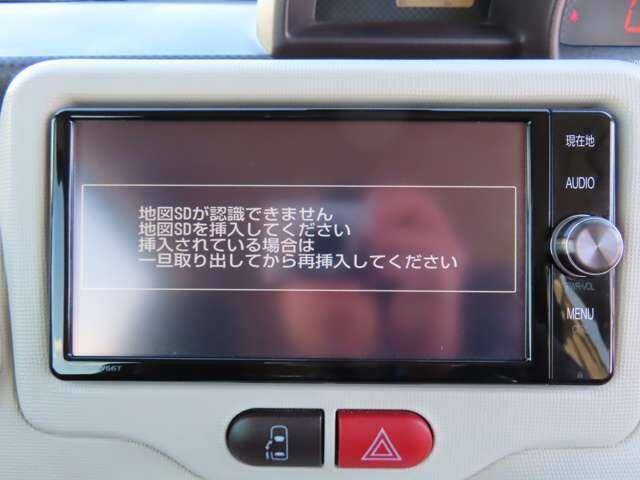 地図SDが認識できません
地図SDを挿入してください
挿入されている場合は
一旦取り出してから再挿入してください
現在地
AUDIO
PWR•VOL
MENU